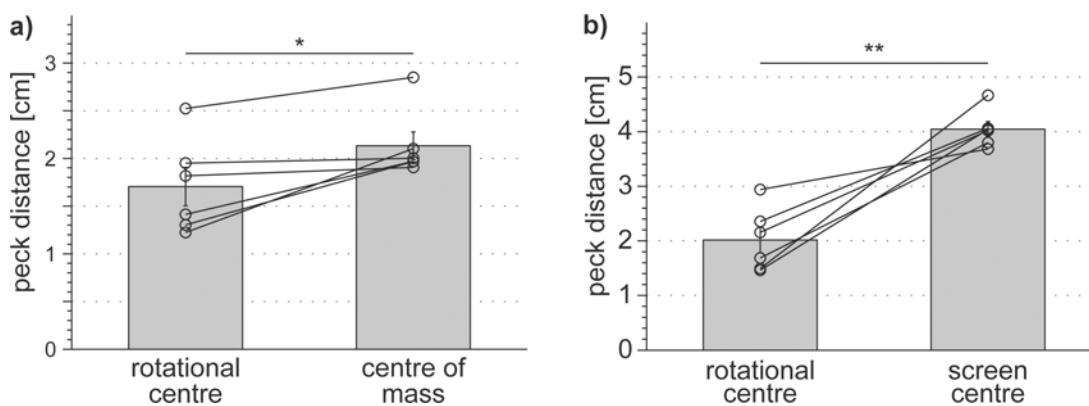 a)
*
peck distance [cm]
3
2
1
0
rotational centre
centre of mass
b)
**
peck distance [cm]
6
5
4
3
2
1
0
rotational centre
screen centre